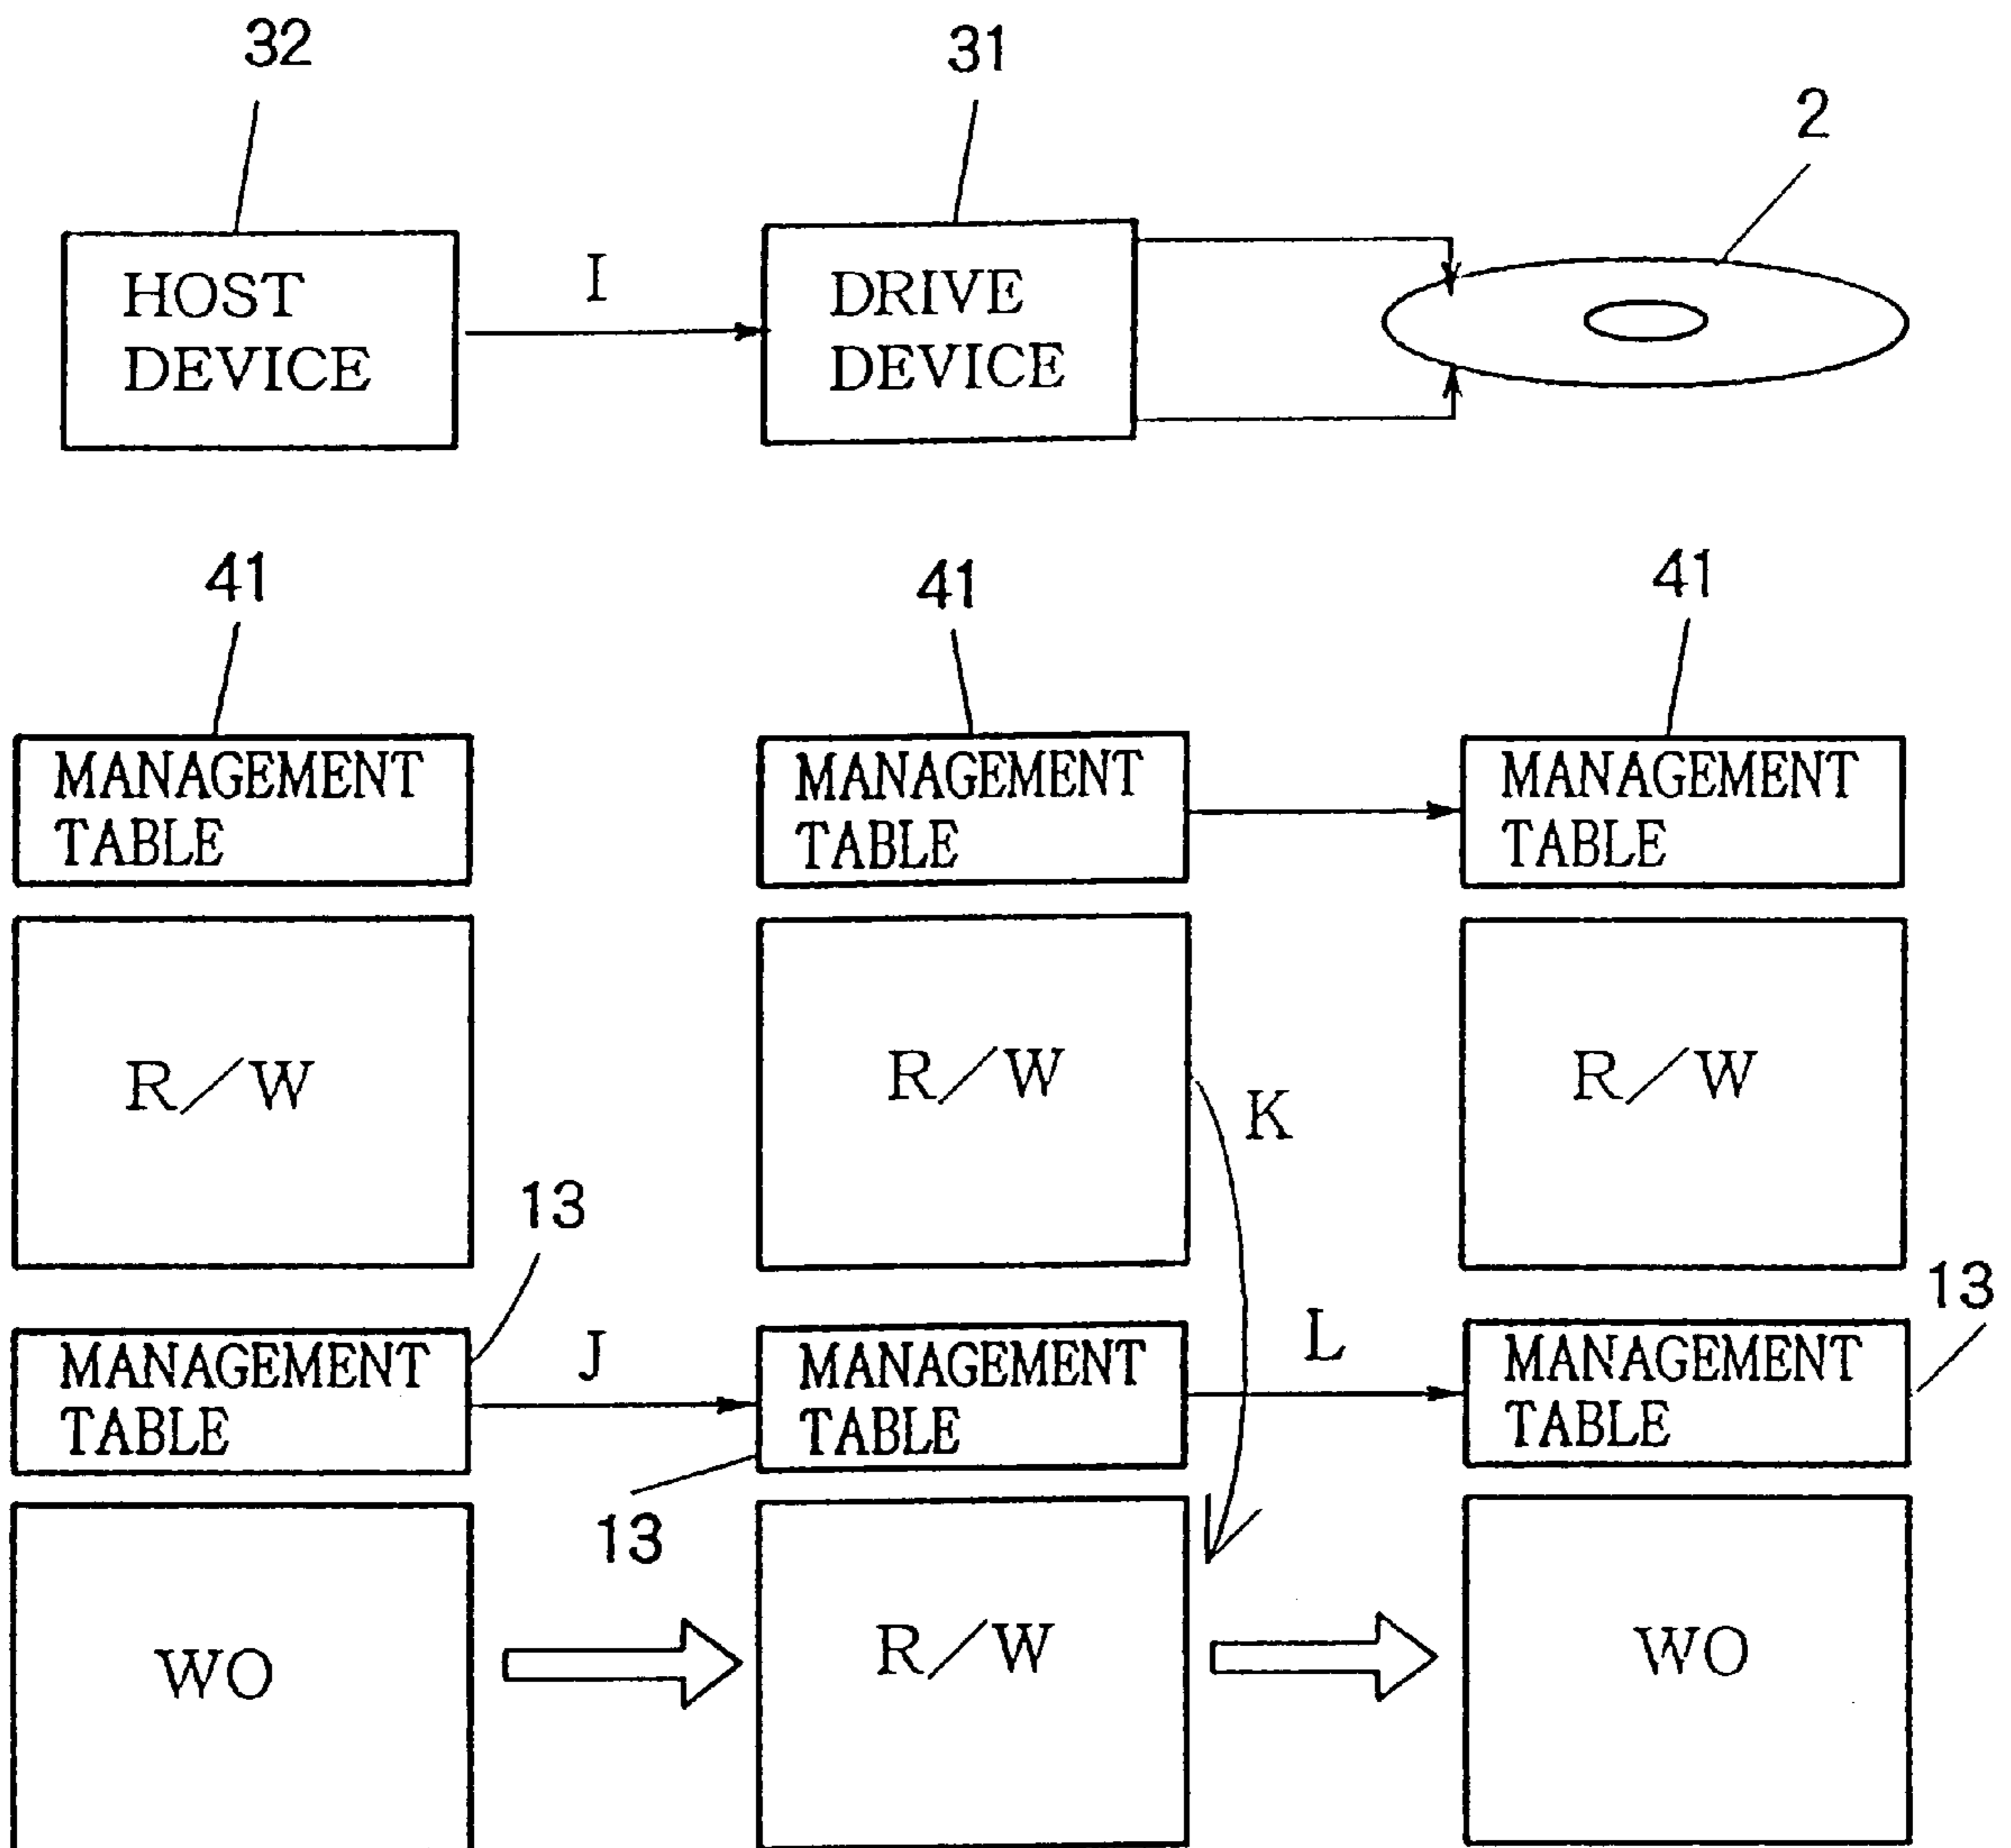 32
31
2
HOST
DEVICE
I
DRIVE
DEVICE
41
41
41
MANAGEMENT
TABLE
MANAGEMENT
TABLE
MANAGEMENT
TABLE
R/W
R/W
K
R/W
13
13
MANAGEMENT
TABLE
J
MANAGEMENT
TABLE
L
MANAGEMENT
TABLE
13
WO
R/W
WO